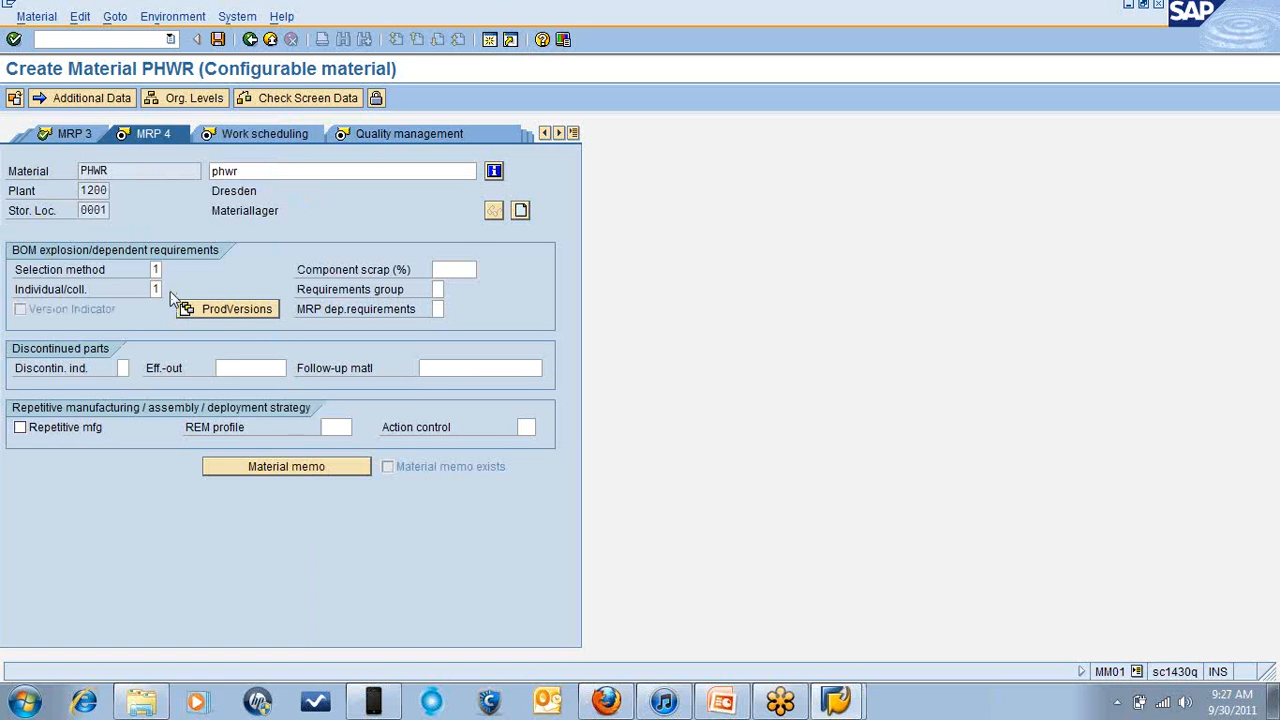 Material Edit Goto Environment System Help
SAP
Create Material PHWR (Configurable material)
Additional Data Org. Levels Check Screen Data
MRP 3 MRP 4 Work scheduling Quality management
Material PHWR phwr
Plant 1200 Dresden
Stor. Loc. 0001 Materiallager
BOM explosion/dependent requirements
Selection method 1 Component scrap (%)
Individual/coll. 1 Requirements group
Version Indicator ProdVersions MRP dep.requirements
Discontinued parts
Discontin. ind. Eff.-out Follow-up matl
Repetitive manufacturing / assembly / deployment strategy
Repetitive mfg REM profile Action control
Material memo Material memo exists
MM01 sc1430q INS
9:27 AM
9/30/2011